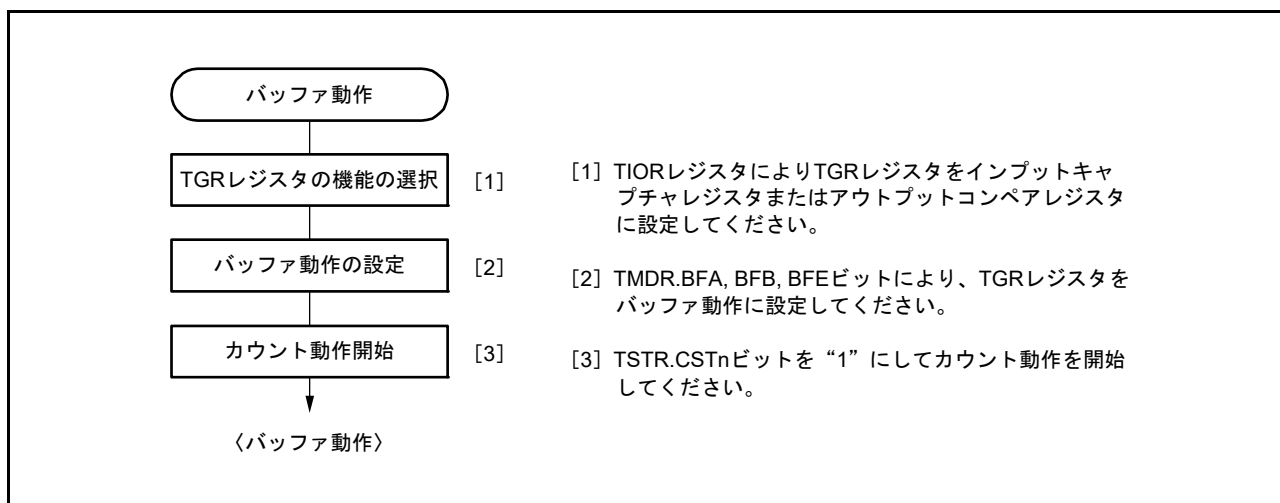 バッファ動作
TGRレジスタの機能の選択
[1]
バッファ動作の設定
[2]
カウント動作開始
[3]
〈バッファ動作〉
[1] TIORレジスタによりTGRレジスタをインプットキャ
プチャレジスタまたはアウトプットコンペアレジスタ
に設定してください。
[2] TMDR.BFA, BFB, BFEビットにより、TGRレジスタを
バッファ動作に設定してください。
[3] TSTR.CSTnビットを“1”にしてカウント動作を開始
してください。